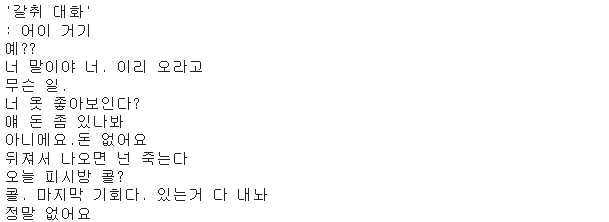 '갈취 대화'
: 어이 거기
예??
너 말이야 너. 이리 오라고
무슨 일.
너 옷 좋아보인다?
얘 돈 좀 있나봐
아니에요.돈 없어요
뒤져서 나오면 넌 죽는다
오늘 피시방 콜?
콜. 마지막 기회다. 있는거 다 내놔
정말 없어요